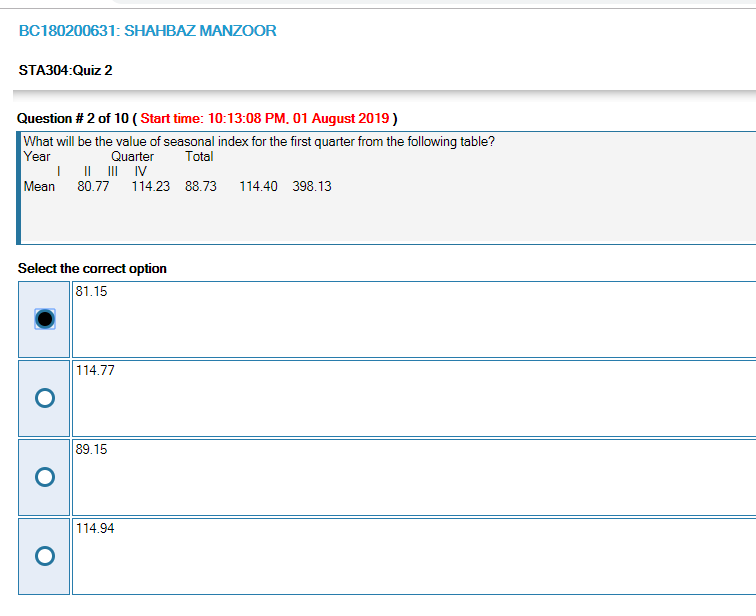 BC180200631: SHAHBAZ MANZOOR
STA304:Quiz 2
Question # 2 of 10 ( Start time: 10:13:08 PM, 01 August 2019 )
What will be the value of seasonal index for the first quarter from the following table?
Year Quarter Total
I II III IV
Mean 80.77 114.23 88.73 114.40 398.13
Select the correct option
81.15
114.77
89.15
114.94